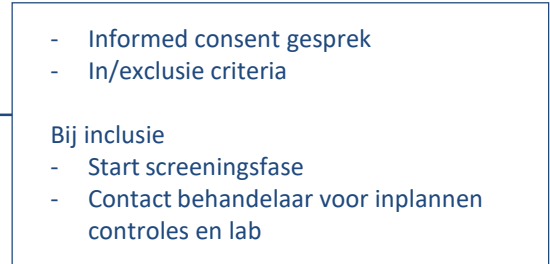 - Informed consent gesprek
- In/exclusie criteria
Bij inclusie
- Start screeningsfase
- Contact behandelaar voor inplannen
controles en lab